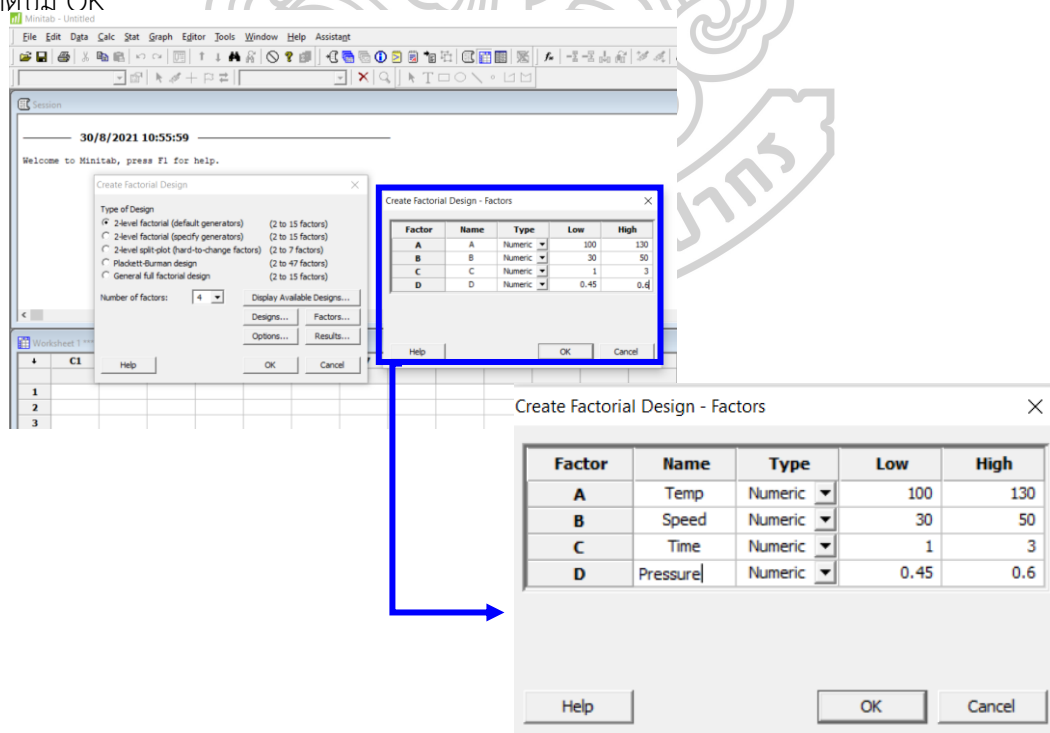 OK
Minitab - Untitled
File Edit Data Calc Stat Graph Editor Tools Window Help Assistant
Session
30/8/2021 10:55:59
Welcome to Minitab, press F1 for help.
Create Factorial Design
Type of Design
2-level factorial (default generators) (2 to 15 factors)
2-level factorial (specify generators) (2 to 15 factors)
2-level split-plot (hard-to-change factors) (2 to 7 factors)
Plackett-Burman design (2 to 47 factors)
General full factorial design (2 to 15 factors)
Number of factors: 4 Display Available Designs...
Designs... Factors...
Options... Results...
Help OK Cancel
Create Factorial Design - Factors
Factor Name Type Low High
A A Numeric 100 130
B B Numeric 30 50
C C Numeric 1 3
D D Numeric 0.45 0.6
Help OK Cancel
Worksheet 1 ***
C1
1
2
3
Create Factorial Design - Factors
Factor Name Type Low High
A Temp Numeric 100 130
B Speed Numeric 30 50
C Time Numeric 1 3
D Pressure Numeric 0.45 0.6
Help OK Cancel